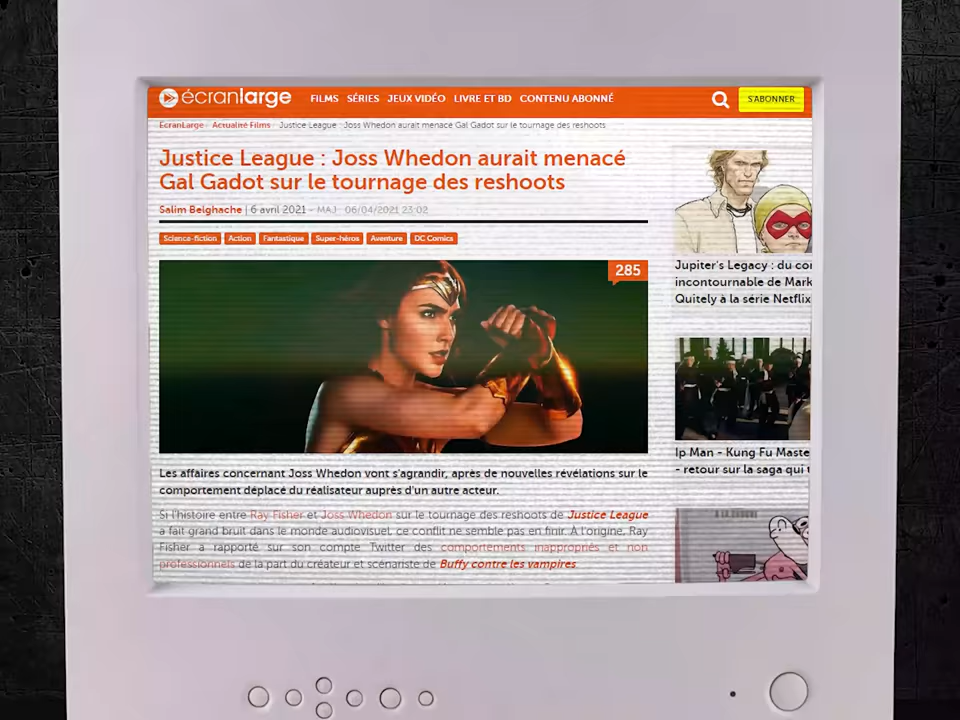 écranlarge
FILMS SÉRIES JEUX VIDÉO LIVRE ET BD CONTENU ABONNÉ
S'ABONNER
EcranLarge / Actualité Films / Justice League : Joss Whedon aurait menacé Gal Gadot sur le tournage des reshoots
Justice League : Joss Whedon aurait menacé
Gal Gadot sur le tournage des reshoots
Salim Belghache | 6 avril 2021 - MAJ : 06/04/2021 23:02
Science-fiction Action Fantastique Super-héros Aventure DC Comics
285
Les affaires concernant Joss Whedon vont s'agrandir, après de nouvelles révélations sur le
comportement déplacé du réalisateur auprès d'un autre acteur.
Si l'histoire entre Ray Fisher et Joss Whedon sur le tournage des reshoots de Justice League
a fait grand bruit dans le monde audiovisuel, ce conflit ne semble pas en finir. À l'origine, Ray
Fisher a rapporté sur son compte Twitter des comportements inappropriés et non
professionnels de la part du créateur et scénariste de Buffy contre les vampires.
Jupiter's Legacy : du
incontournable de Mark
Quitely à la série Netflix
Ip Man - Kung Fu Master
- retour sur la saga qui